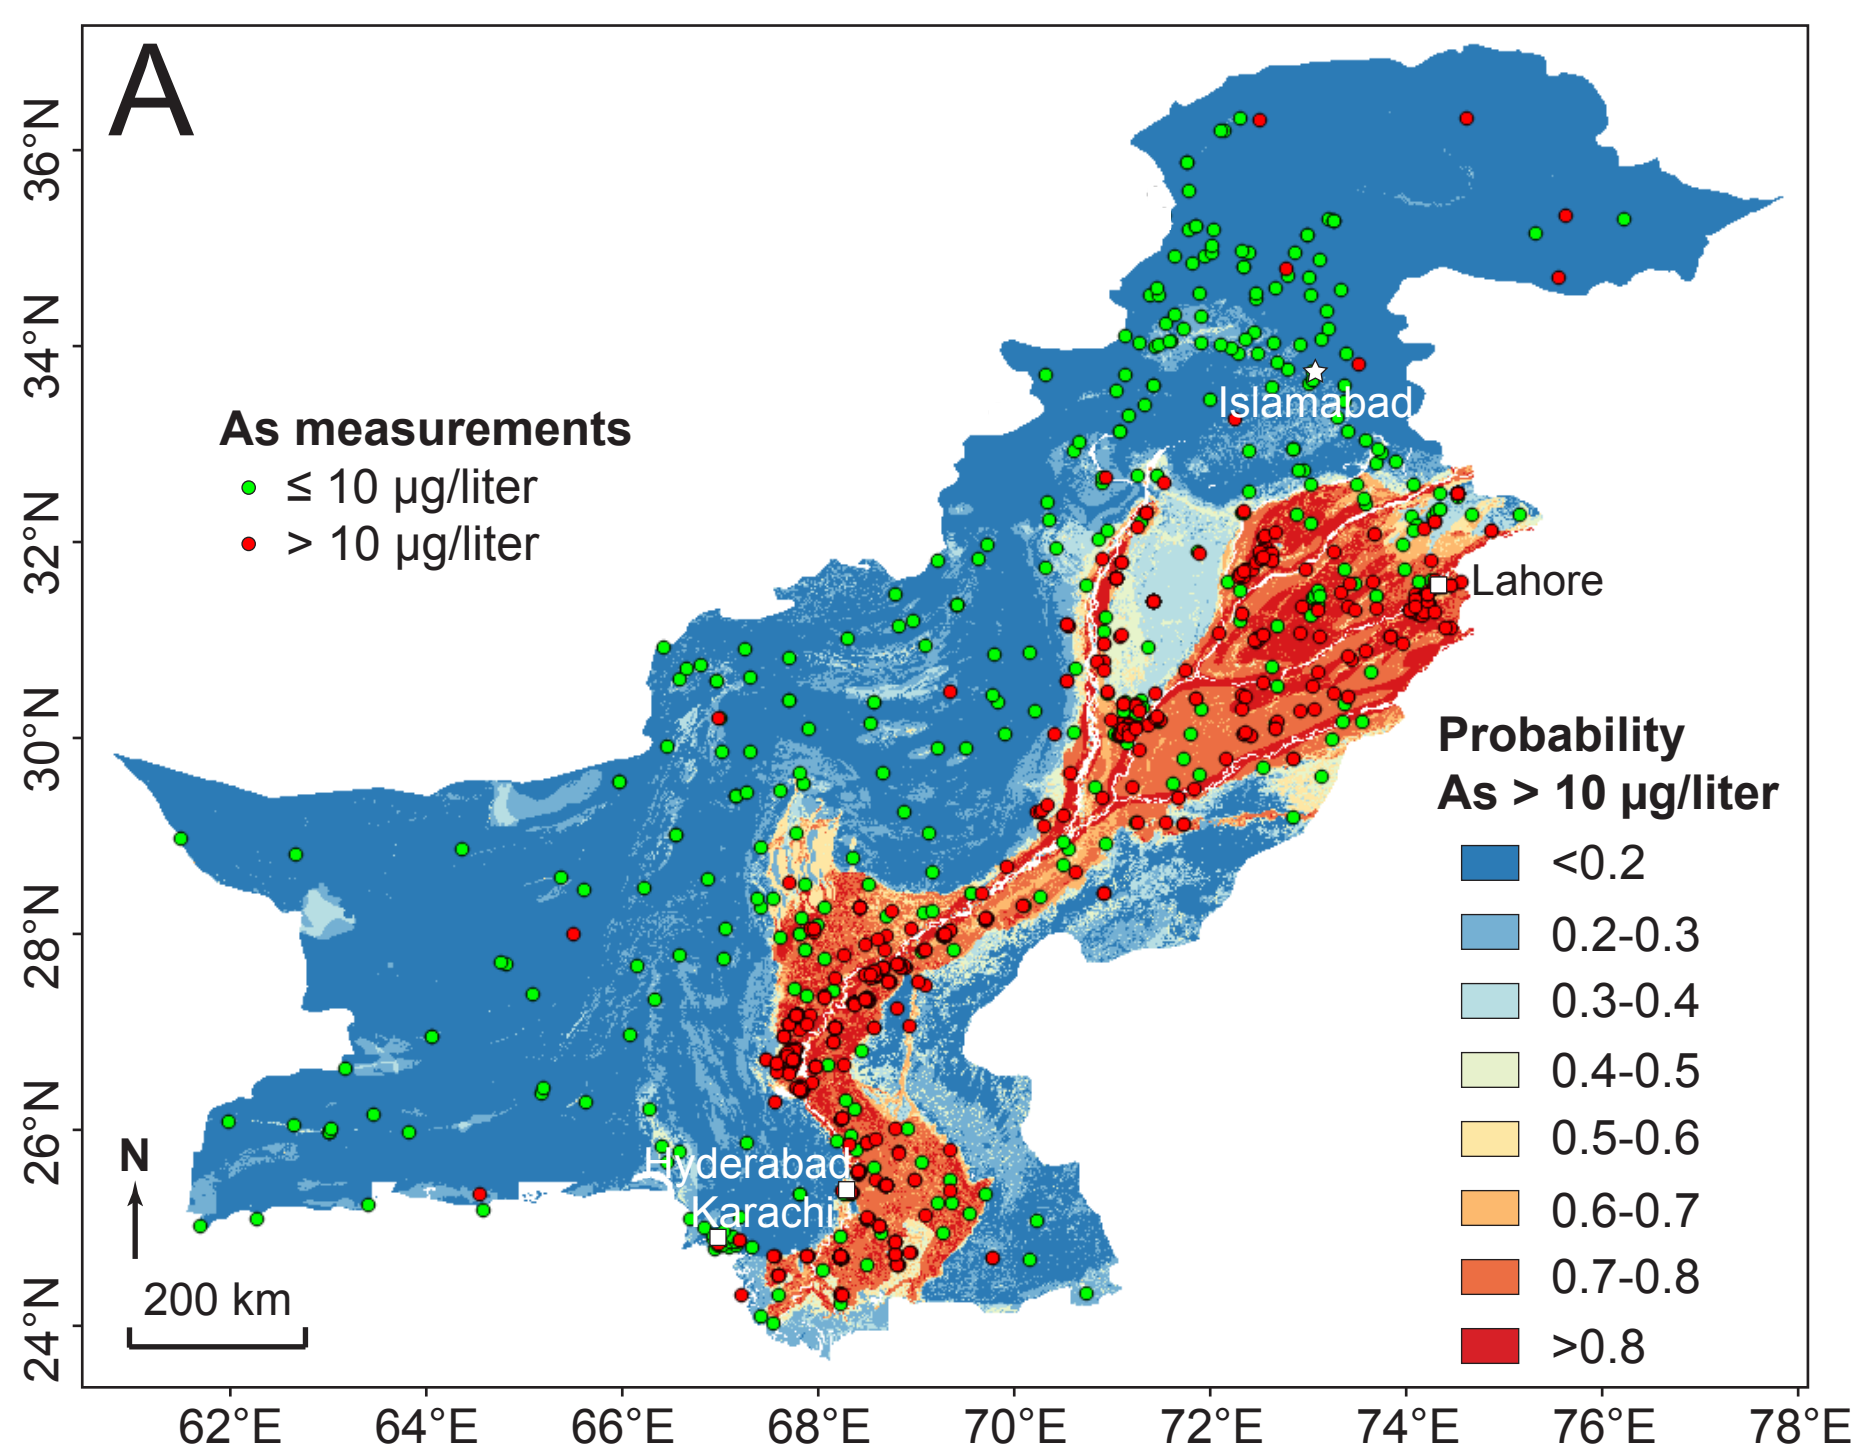 A
36°N
34°N
32°N
30°N
28°N
26°N
24°N
As measurements
≤ 10 µg/liter
> 10 µg/liter
Islamabad
Lahore
Hyderabad
Karachi
N
200 km
Probability
As > 10 µg/liter
<0.2
0.2-0.3
0.3-0.4
0.4-0.5
0.5-0.6
0.6-0.7
0.7-0.8
>0.8
62°E 64°E 66°E 68°E 70°E 72°E 74°E 76°E 78°E